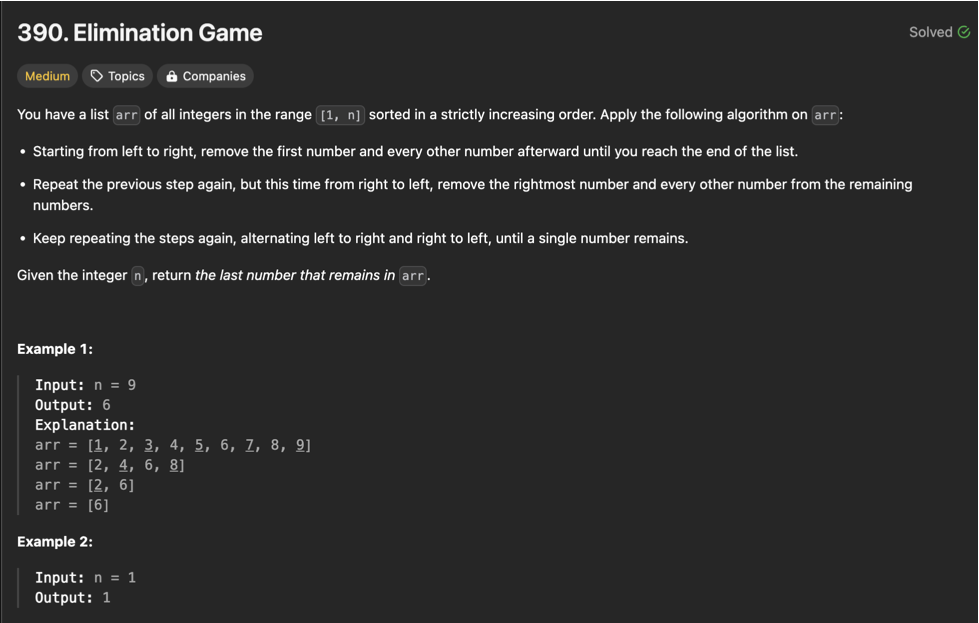 390. Elimination Game
Solved
Medium
Topics
Companies
You have a list arr of all integers in the range [1, n] sorted in a strictly increasing order. Apply the following algorithm on arr:
• Starting from left to right, remove the first number and every other number afterward until you reach the end of the list.
• Repeat the previous step again, but this time from right to left, remove the rightmost number and every other number from the remaining
numbers.
• Keep repeating the steps again, alternating left to right and right to left, until a single number remains.
Given the integer n, return the last number that remains in arr.
Example 1:
Input: n = 9
Output: 6
Explanation:
arr = [1, 2, 3, 4, 5, 6, 7, 8, 9]
arr = [2, 4, 6, 8]
arr = [2, 6]
arr = [6]
Example 2:
Input: n = 1
Output: 1